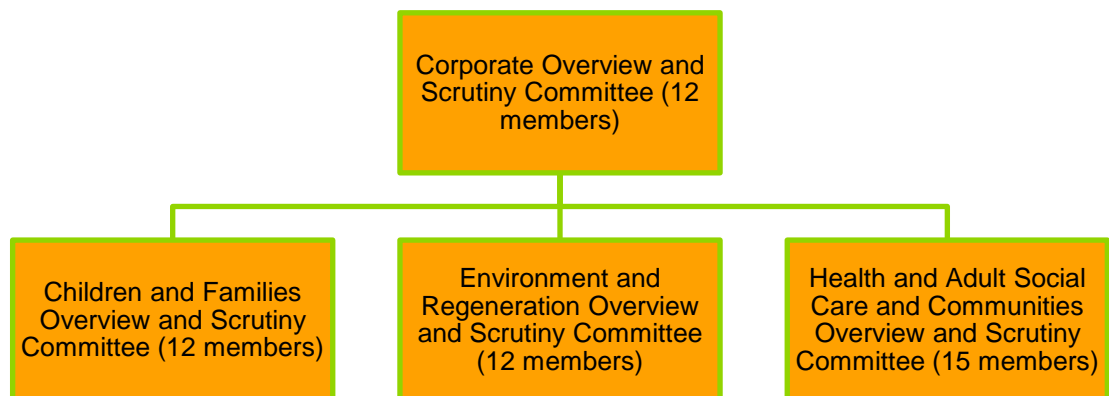 Corporate Overview and
Scrutiny Committee (12
members)
Children and Families
Overview and Scrutiny
Committee (12 members)
Environment and
Regeneration Overview
and Scrutiny Committee
(12 members)
Health and Adult Social
Care and Communities
Overview and Scrutiny
Committee (15 members)